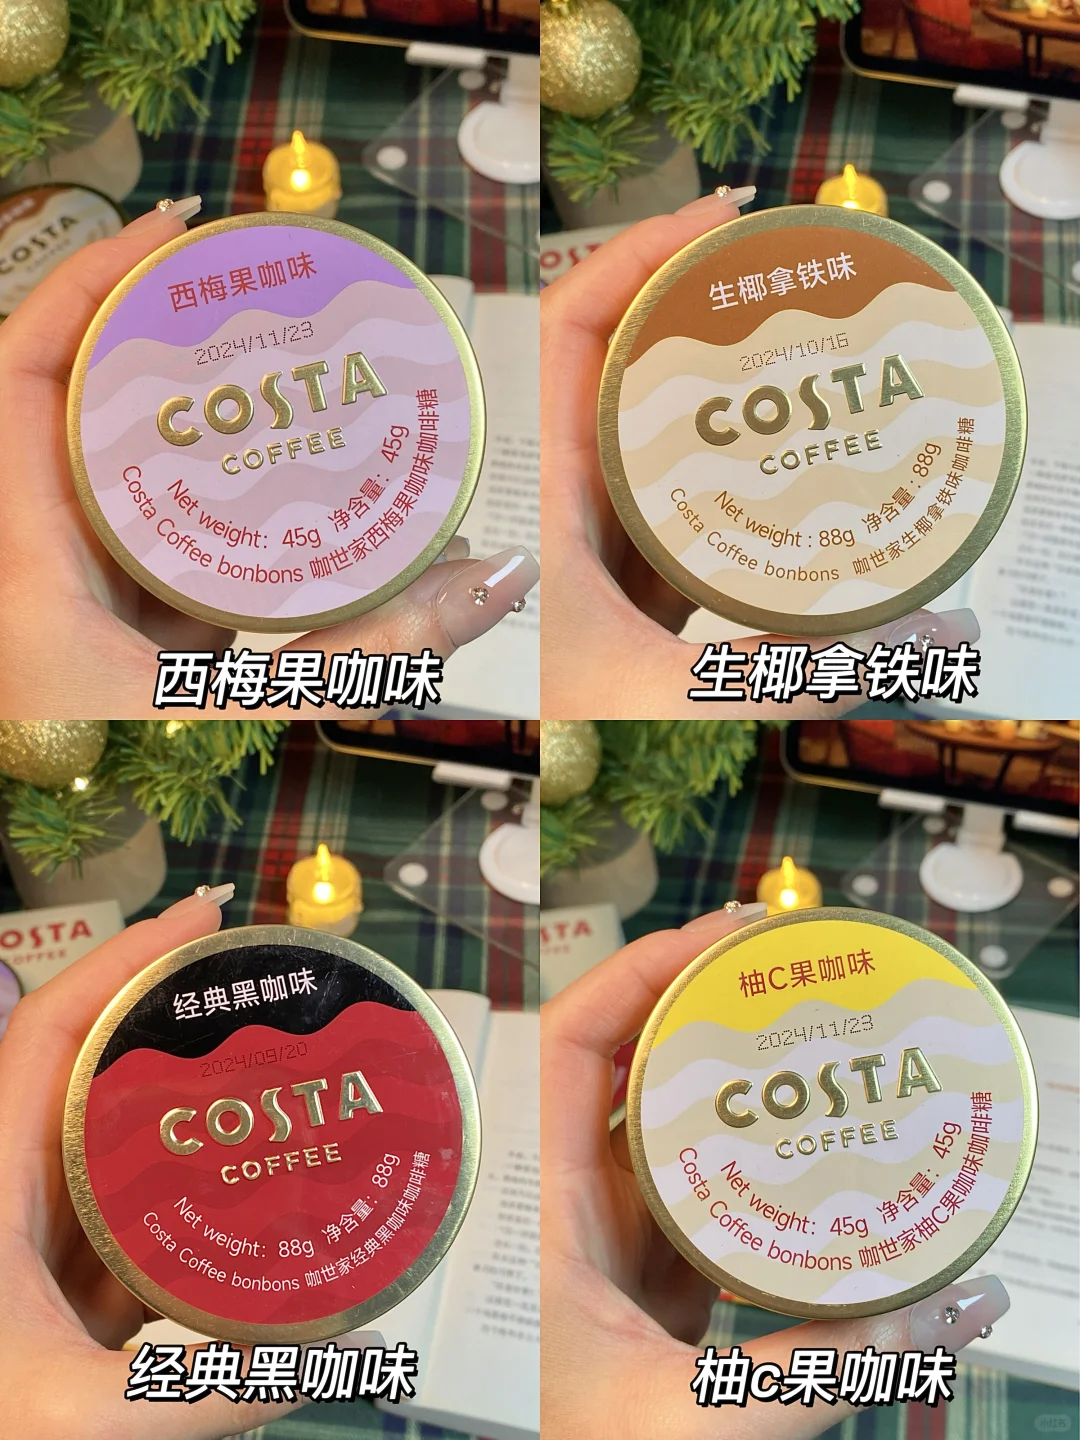 COSTA
COFFEE
西梅果咖味
2024/11/23
COSTA
COFFEE
Net weight: 45g 净含量: 45g
Costa Coffee bonbons 咖世家西梅果咖味咖啡糖
西梅果咖味
生椰拿铁味
2024/10/16
COSTA
COFFEE
Net weight : 88g 净含量 : 88g
Costa Coffee bonbons 咖世家生椰拿铁味咖啡糖
生椰拿铁味
OSTA
经典黑咖味
2024/09/20
COSTA
COFFEE
Net weight: 88g 净含量: 88g
Costa Coffee bonbons 咖世家经典黑咖味咖啡糖
经典黑咖味
STA
柚C果咖味
2024/11/23
COSTA
COFFEE
Net weight: 45g 净含量: 45g
Costa Coffee bonbons 咖世家柚C果咖味咖啡糖
柚c果咖味
小红书